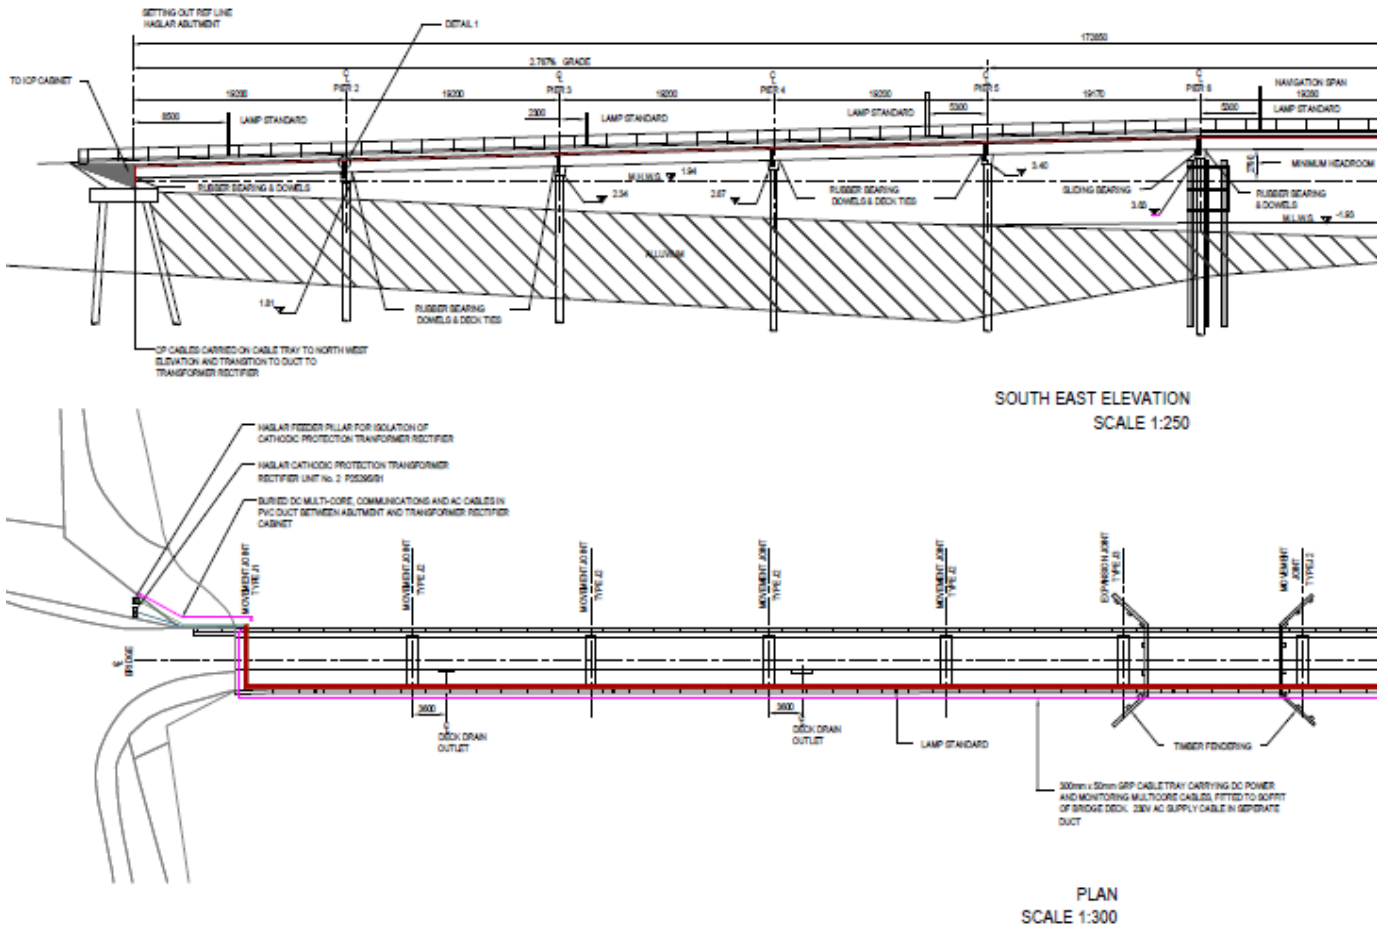 SETTING OUT REF LINE
HASLAR ABUTMENT
DETAIL 1
172850
TO ICP CABINET
2.787% GRADE
PIER 2
PIER 3
PIER 4
PIER 5
PIER 6
NAVIGATION SPAN
19200
19200
19200
19200
19170
8500
LAMP STANDARD
2300
LAMP STANDARD
LAMP STANDARD
5300
5300
LAMP STANDARD
MINIMUM HEADROOM
RUBBER BEARING & DOWELS
M.H.W.S. 1.94
2.34
2.87
RUBBER BEARING
DOWELS & DECK TIES
3.40
SLIDING BEARING
RUBBER BEARING
& DOWELS
M.L.W.S. -1.93
ALLUVIUM
1.81
RUBBER BEARING
DOWELS & DECK TIES
CP CABLES CARRIED ON CABLE TRAY TO NORTH WEST
ELEVATION AND TRANSITION TO DUCT TO
TRANSFORMER RECTIFIER
SOUTH EAST ELEVATION
SCALE 1:250
HASLAR FEEDER PILLAR FOR ISOLATION OF
CATHODIC PROTECTION TRANFORMER RECTIFIER
HASLAR CATHODIC PROTECTION TRANSFORMER
RECTIFIER UNIT No. 2
BURIED DC MULTI-CORE, COMMUNICATIONS AND AC CABLES IN
PVC DUCT BETWEEN ABUTMENT AND TRANSFORMER RECTIFIER
CABINET
MOVEMENT JOINT
TYPE J1
MOVEMENT JOINT
TYPE J2
MOVEMENT JOINT
TYPE J2
MOVEMENT JOINT
TYPE J2
MOVEMENT JOINT
TYPE J2
EXPANSION JOINT
TYPE J3
MOVEMENT
JOINT
TYPE J2
BRIDGE
3600
DECK DRAIN
OUTLET
3600
DECK DRAIN
OUTLET
LAMP STANDARD
TIMBER FENDERING
300mm x 50mm GRP CABLE TRAY CARRYING DC POWER
AND MONITORING MULTICORE CABLES, FITTED TO SOFFIT
OF BRIDGE DECK. 230V AC SUPPLY CABLE IN SEPERATE
DUCT
PLAN
SCALE 1:300